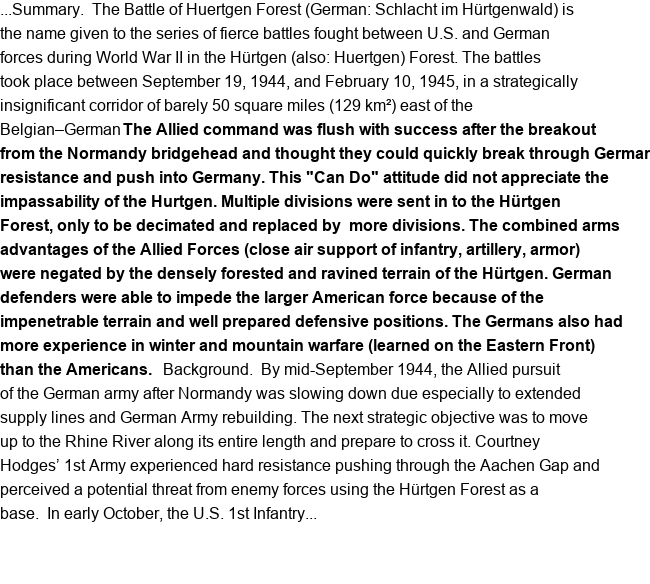 ...Summary.  The Battle of Huertgen Forest (German: Schlacht im Hürtgenwald) is
the name given to the series of fierce battles fought between U.S. and German
forces during World War II in the Hürtgen (also: Huertgen) Forest. The battles
took place between September 19, 1944, and February 10, 1945, in a strategically
insignificant corridor of barely 50 square miles (129 km²) east of the
Belgian–German The Allied command was flush with success after the breakout
from the Normandy bridgehead and thought they could quickly break through German
resistance and push into Germany. This "Can Do" attitude did not appreciate the
impassability of the Hurtgen. Multiple divisions were sent in to the Hürtgen
Forest, only to be decimated and replaced by  more divisions. The combined arms
advantages of the Allied Forces (close air support of infantry, artillery, armor)
were negated by the densely forested and ravined terrain of the Hürtgen. German
defenders were able to impede the larger American force because of the
impenetrable terrain and well prepared defensive positions. The Germans also had
more experience in winter and mountain warfare (learned on the Eastern Front)
than the Americans.   Background.  By mid-September 1944, the Allied pursuit
of the German army after Normandy was slowing down due especially to extended
supply lines and German Army rebuilding. The next strategic objective was to move
up to the Rhine River along its entire length and prepare to cross it. Courtney
Hodges’ 1st Army experienced hard resistance pushing through the Aachen Gap and
perceived a potential threat from enemy forces using the Hürtgen Forest as a
base.  In early October, the U.S. 1st Infantry...